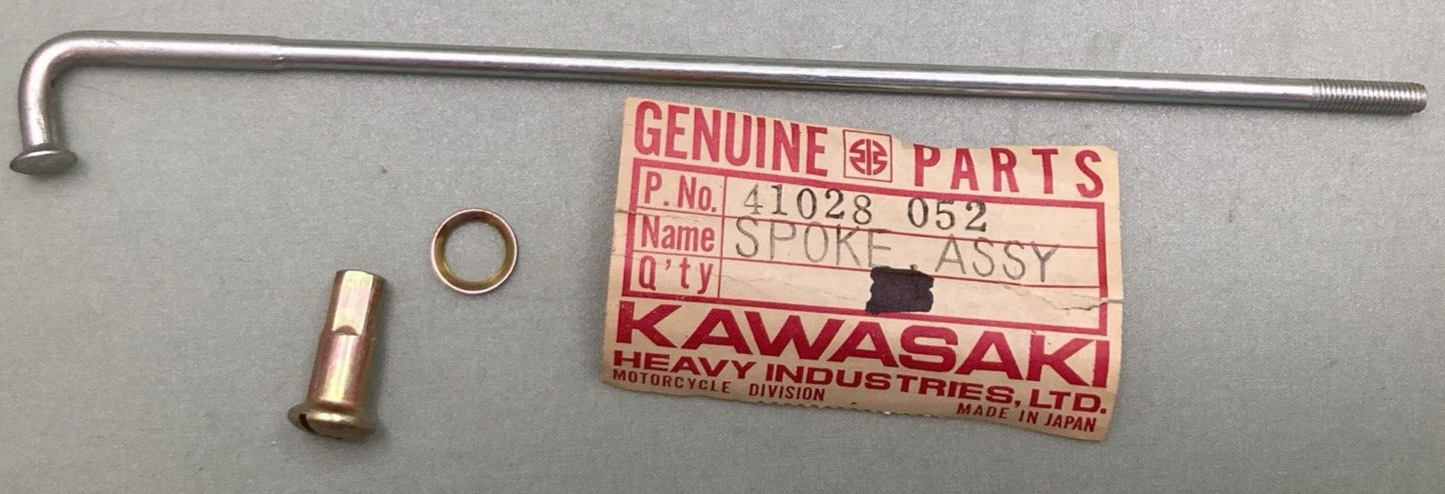 GENUINE PARTS
P. No. 41028 052
Name SPOKE, ASSY
Q'ty
KAWASAKI
HEAVY INDUSTRIES, LTD.
MOTORCYCLE DIVISION
MADE IN JAPAN